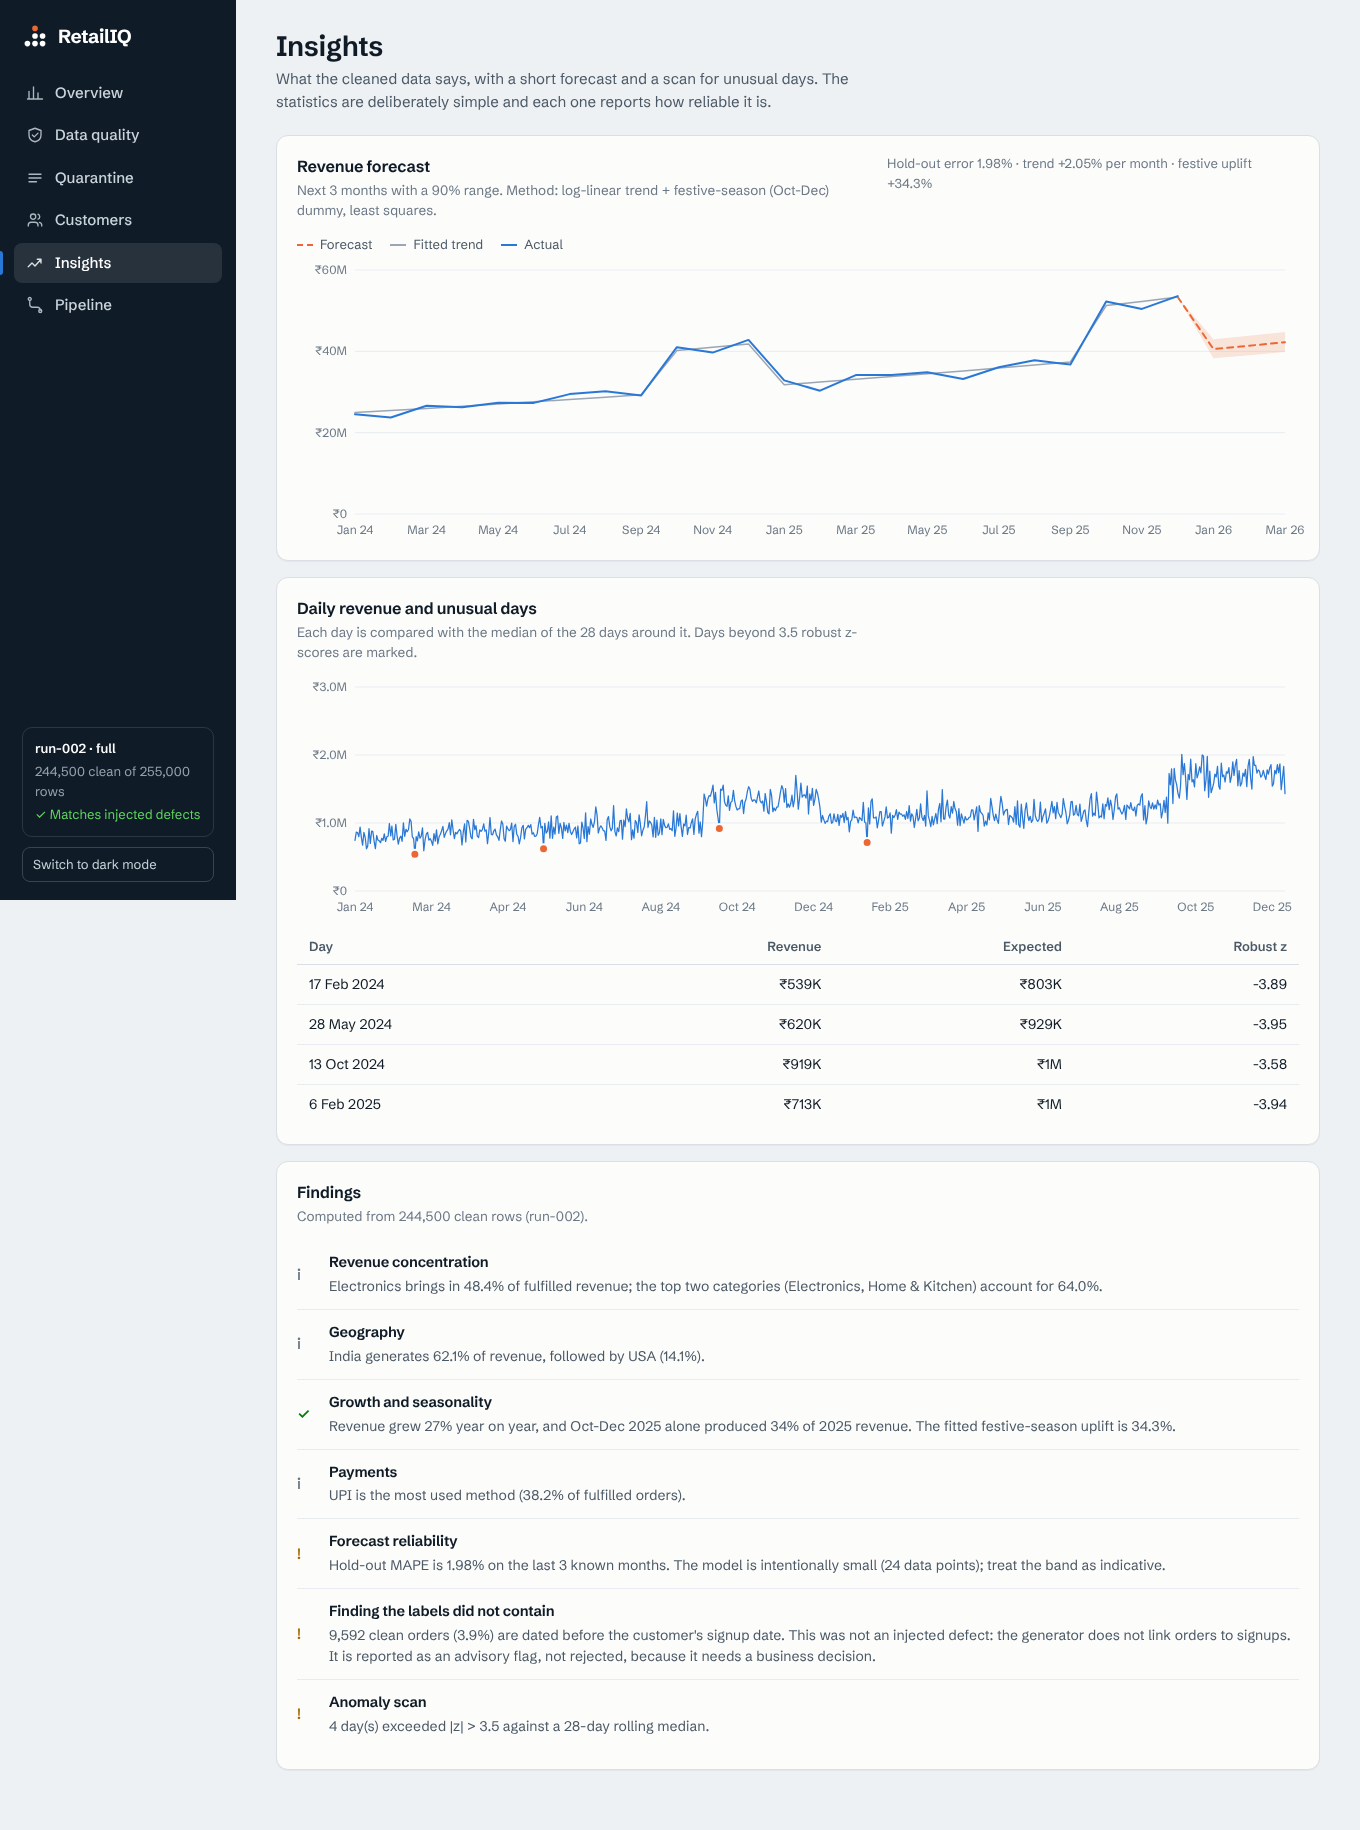 RetailIQ
Overview
Data quality
Quarantine
Customers
Insights
Pipeline
run-002 · full
244,500 clean of 255,000
rows
✓ Matches injected defects
Switch to dark mode
Insights
What the cleaned data says, with a short forecast and a scan for unusual days. The
statistics are deliberately simple and each one reports how reliable it is.
Revenue forecast
Next 3 months with a 90% range. Method: log-linear trend + festive-season (Oct-Dec)
dummy, least squares.
Hold-out error 1.98% · trend +2.05% per month · festive uplift
+34.3%
Forecast Fitted trend Actual
₹60M
₹40M
₹20M
₹0
Jan 24 Mar 24 May 24 Jul 24 Sep 24 Nov 24 Jan 25 Mar 25 May 25 Jul 25 Sep 25 Nov 25 Jan 26 Mar 26
Daily revenue and unusual days
Each day is compared with the median of the 28 days around it. Days beyond 3.5 robust z-
scores are marked.
₹3.0M
₹2.0M
₹1.0M
₹0
Jan 24 Mar 24 Apr 24 Jun 24 Aug 24 Oct 24 Dec 24 Feb 25 Apr 25 Jun 25 Aug 25 Oct 25 Dec 25
Day Revenue Expected Robust z
17 Feb 2024 ₹539K ₹803K -3.89
28 May 2024 ₹620K ₹929K -3.95
13 Oct 2024 ₹919K ₹1M -3.58
6 Feb 2025 ₹713K ₹1M -3.94
Findings
Computed from 244,500 clean rows (run-002).
i
Revenue concentration
Electronics brings in 48.4% of fulfilled revenue; the top two categories (Electronics, Home & Kitchen) account for 64.0%.
i
Geography
India generates 62.1% of revenue, followed by USA (14.1%).
✓
Growth and seasonality
Revenue grew 27% year on year, and Oct-Dec 2025 alone produced 34% of 2025 revenue. The fitted festive-season uplift is 34.3%.
i
Payments
UPI is the most used method (38.2% of fulfilled orders).
!
Forecast reliability
Hold-out MAPE is 1.98% on the last 3 known months. The model is intentionally small (24 data points); treat the band as indicative.
!
Finding the labels did not contain
9,592 clean orders (3.9%) are dated before the customer's signup date. This was not an injected defect: the generator does not link orders to signups.
It is reported as an advisory flag, not rejected, because it needs a business decision.
!
Anomaly scan
4 day(s) exceeded |z| > 3.5 against a 28-day rolling median.